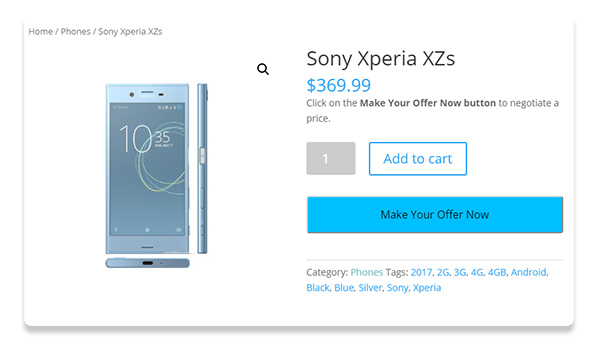 Home / Phones / Sony Xperia XZs
Sony Xperia XZs
$369.99
Click on the Make Your Offer Now button to negotiate a
price.
1
Add to cart
10 35
Make Your Offer Now
Category: Phones Tags: 2017, 2G, 3G, 4G, 4GB, Android,
Black, Blue, Silver, Sony, Xperia